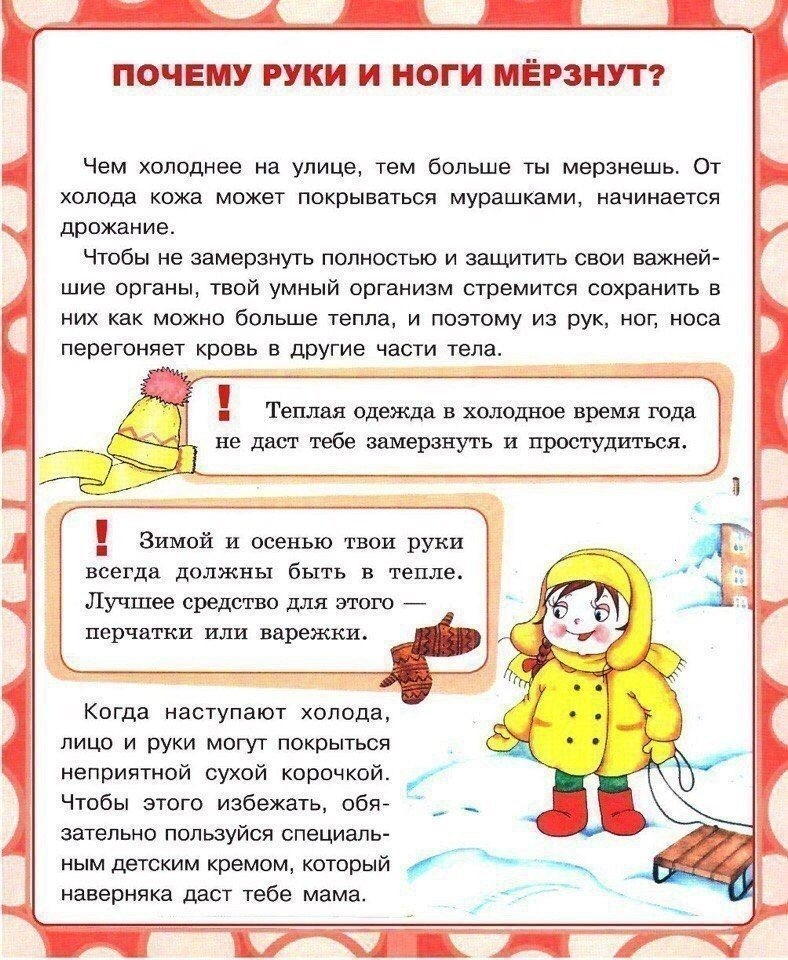 ПОЧЕМУ РУКИ И НОГИ МЁРЗНУТ?
Чем холоднее на улице, тем больше ты мерзнешь. От
холода кожа может покрываться мурашками, начинается
дрожание.
Чтобы не замерзнуть полностью и защитить свои важней-
шие органы, твой умный организм стремится сохранить в
них как можно больше тепла, и поэтому из рук, ног, носа
перегоняет кровь в другие части тела.
! Теплая одежда в холодное время года
не даст тебе замерзнуть и простудиться.
! Зимой и осенью твои руки
всегда должны быть в тепле.
Лучшее средство для этого —
перчатки или варежки.
Когда наступают холода,
лицо и руки могут покрыться
неприятной сухой корочкой.
Чтобы этого избежать, обя-
зательно пользуйся специаль-
ным детским кремом, который
наверняка даст тебе мама.